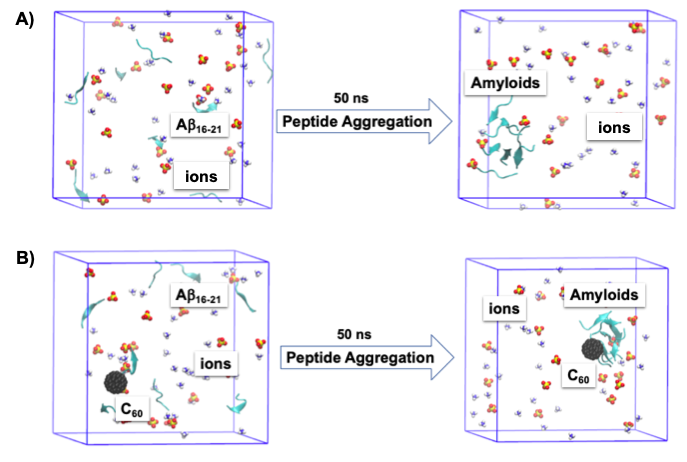 A)
Aβ16-21
ions
50 ns
Peptide Aggregation
Amyloids
ions
B)
Aβ16-21
ions
C60
50 ns
Peptide Aggregation
ions
Amyloids
C60